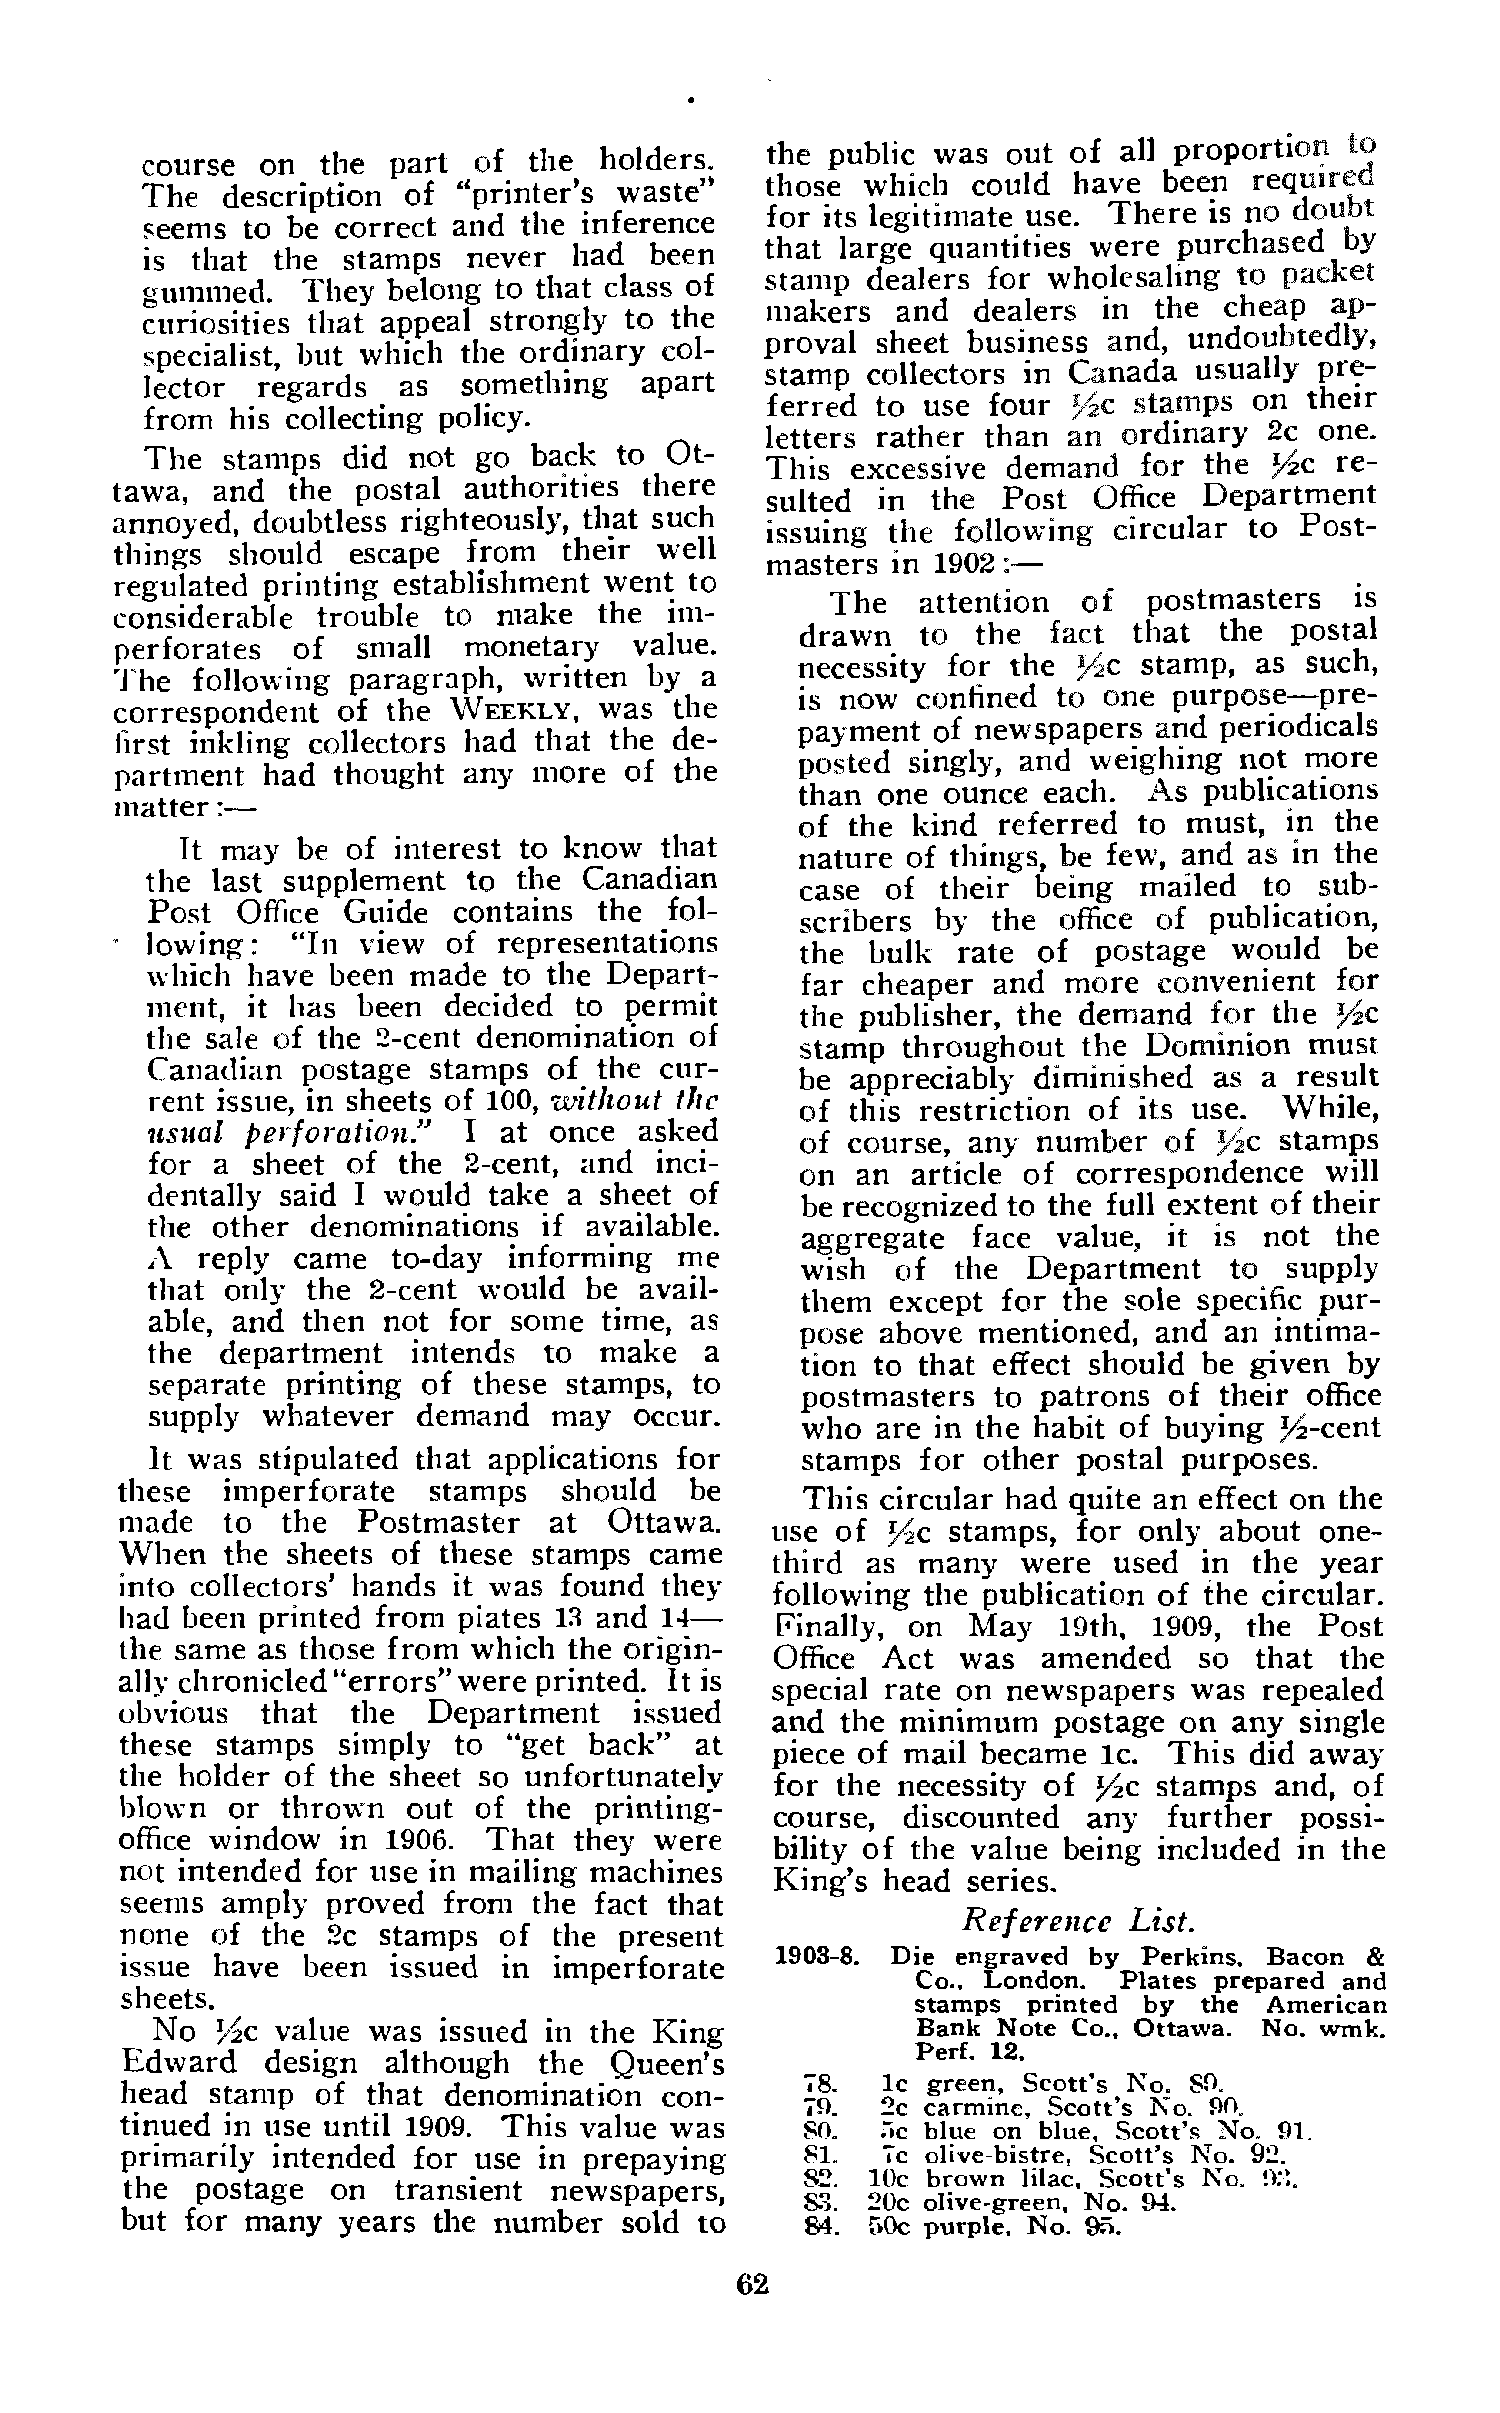 course on the part of the holders.
The description of “printer’s waste”
seems to be correct and the inference
is that the stamps never had been
gummed. They belong to that class of
curiosities that appeal strongly to the
specialist, but which the ordinary col-
lector regards as something apart
from his collecting policy.
The stamps did not go back to Ot-
tawa, and the postal authorities there
annoyed, doubtless righteously, that such
things should escape from their well
regulated printing establishment went to
considerable trouble to make the im-
perforates of small monetary value.
The following paragraph, written by a
correspondent of the WEEKLY, was the
first inkling collectors had that the de-
partment had thought any more of the
matter:—
It may be of interest to know that
the last supplement to the Canadian
Post Office Guide contains the fol-
lowing: “In view of representations
which have been made to the Depart-
ment, it has been decided to permit
the sale of the 2-cent denomination of
Canadian postage stamps of the cur-
rent issue, in sheets of 100, without the
usual perforation.” I at once asked
for a sheet of the 2-cent, and inci-
dentally said I would take a sheet of
the other denominations if available.
A reply came to-day informing me
that only the 2-cent would be avail-
able, and then not for some time, as
the department intends to make a
separate printing of these stamps, to
supply whatever demand may occur.
It was stipulated that applications for
these imperforate stamps should be
made to the Postmaster at Ottawa.
When the sheets of these stamps came
into collectors’ hands it was found they
had been printed from plates 13 and 14—
the same as those from which the origin-
ally chronicled “errors” were printed. It is
obvious that the Department issued
these stamps simply to “get back” at
the holder of the sheet so unfortunately
blown or thrown out of the printing-
office window in 1906. That they were
not intended for use in mailing machines
seems amply proved from the fact that
none of the 2c stamps of the present
issue have been issued in imperforate
sheets.
No ½c value was issued in the King
Edward design although the Queen’s
head stamp of that denomination con-
tinued in use until 1909. This value was
primarily intended for use in prepaying
the postage on transient newspapers,
but for many years the number sold to
the public was out of all proportion to
those which could have been required
for its legitimate use. There is no doubt
that large quantities were purchased by
stamp dealers for wholesaling to packet
makers and dealers in the cheap ap-
proval sheet business and, undoubtedly,
stamp collectors in Canada usually pre-
ferred to use four ½c stamps on their
letters rather than an ordinary 2c one.
This excessive demand for the ½c re-
sulted in the Post Office Department
issuing the following circular to Post-
masters in 1902:—
The attention of postmasters is
drawn to the fact that the postal
necessity for the ½c stamp, as such,
is now confined to one purpose—pre-
payment of newspapers and periodicals
posted singly, and weighing not more
than one ounce each. As publications
of the kind referred to must, in the
nature of things, be few, and as in the
case of their being mailed to sub-
scribers by the office of publication,
the bulk rate of postage would be
far cheaper and more convenient for
the publisher, the demand for the ½c
stamp throughout the Dominion must
be appreciably diminished as a result
of this restriction of its use. While,
of course, any number of ½c stamps
on an article of correspondence will
be recognized to the full extent of their
aggregate face value, it is not the
wish of the Department to supply
them except for the sole specific pur-
pose above mentioned, and an intima-
tion to that effect should be given by
postmasters to patrons of their office
who are in the habit of buying ½-cent
stamps for other postal purposes.
This circular had quite an effect on the
use of ½c stamps, for only about one-
third as many were used in the year
following the publication of the circular.
Finally, on May 19th, 1909, the Post
Office Act was amended so that the
special rate on newspapers was repealed
and the minimum postage on any single
piece of mail became 1c. This did away
for the necessity of ½c stamps and, of
course, discounted any further possi-
bility of the value being included in the
King’s head series.
Reference List.
1903-8. Die engraved by Perkins, Bacon &
Co., London. Plates prepared and
stamps printed by the American
Bank Note Co., Ottawa. No. wmk.
Perf. 12.
78. 1c green, Scott’s No. 89.
79. 2c carmine, Scott’s No. 90.
80. 5c blue on blue, Scott’s No. 91.
81. 7c olive-bistre, Scott’s No. 92.
82. 10c brown lilac, Scott’s No. 93.
83. 20c olive-green, No. 94.
84. 50c purple, No. 95.
62